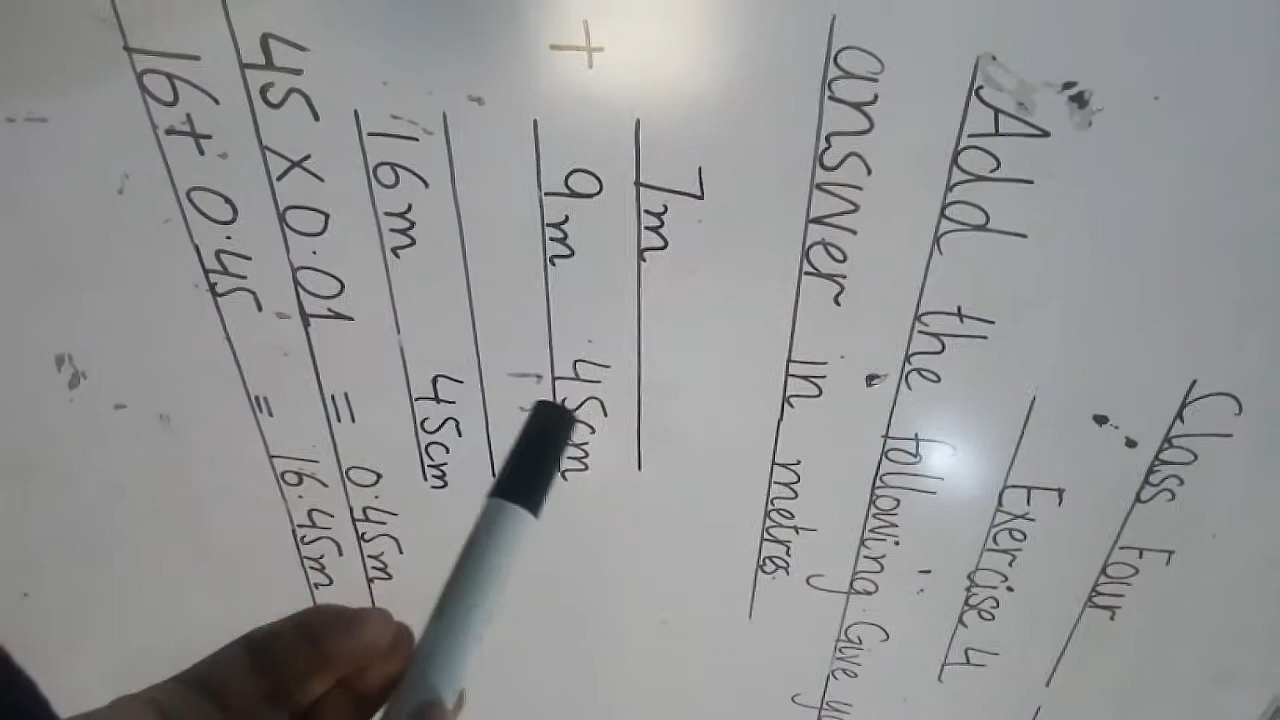 Class Four
Exercise 4
Add the following. Give
answer in metres
7m
+ 9m 45cm
16m 45cm
45 × 0.01 = 0.45m
16 + 0.45 = 16.45m